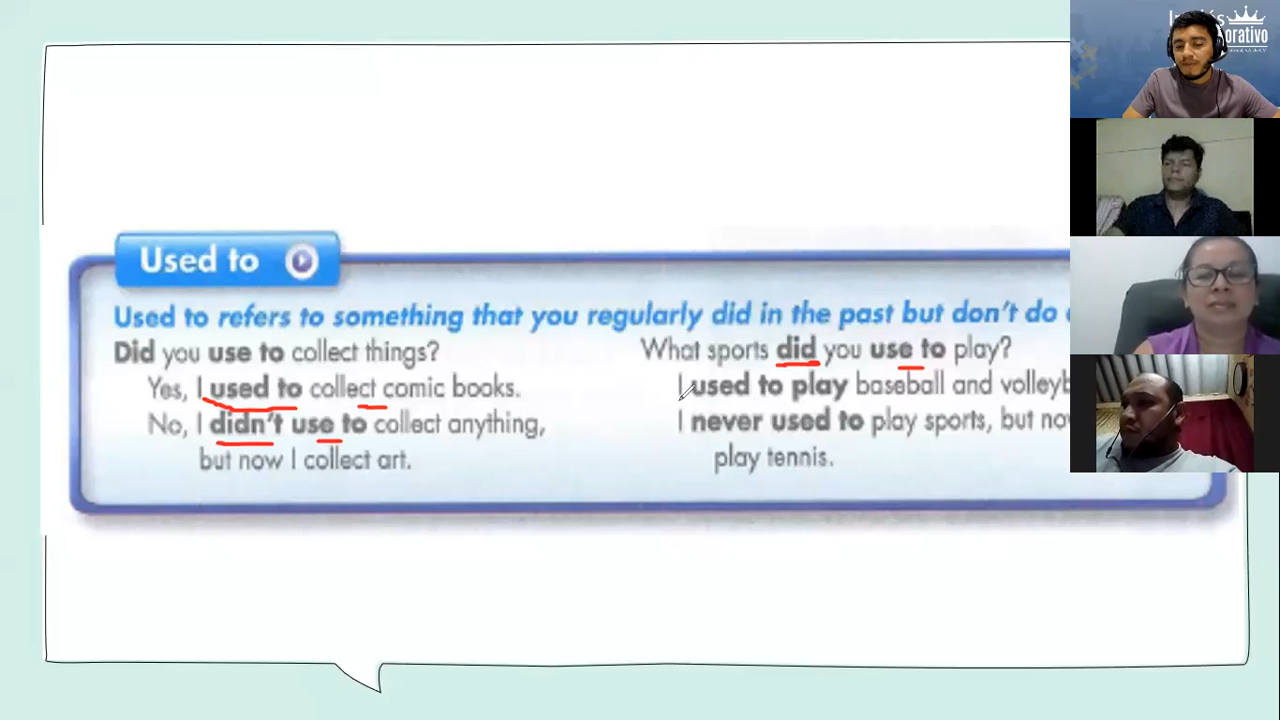 Used to
Used to refers to something that you regularly did in the past but don't do
Did you use to collect things?
Yes, I used to collect comic books.
No, I didn't use to collect anything,
but now I collect art.
What sports did you use to play?
I used to play baseball and
I never used to play sports, but
play tennis.